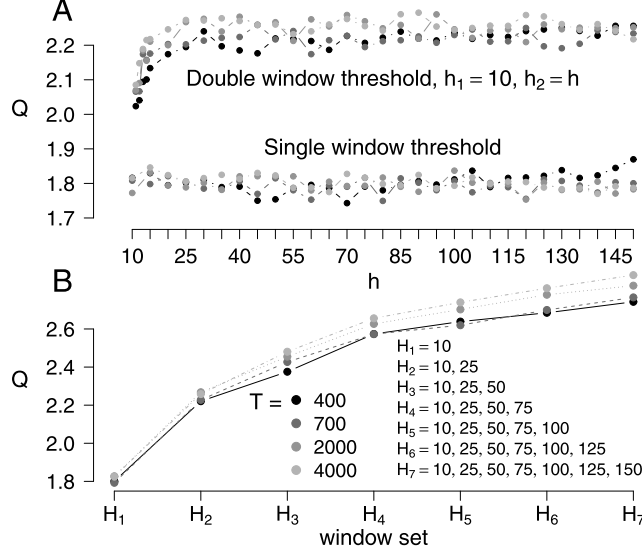 A
2.2
2.1
2.0
1.9
1.8
1.7
Q
Double window threshold, h₁ = 10, h₂ = h
Single window threshold
10 25 40 55 70 85 100 115 145
h
B
2.6
2.4
2.2
2.0
1.8
Q
T =
400
700
2000
4000
H₁ = 10
H₂ = 10, 25
H₃ = 10, 25, 50
H₄ = 10, 25, 50, 75
H₅ = 10, 25, 50, 75, 100
H₆ = 10, 25, 50, 75, 100, 125
H₇ = 10, 25, 50, 75, 100, 125, 150
H₁ H₂ H₃ H₄ H₅ H₆ H₇
window set